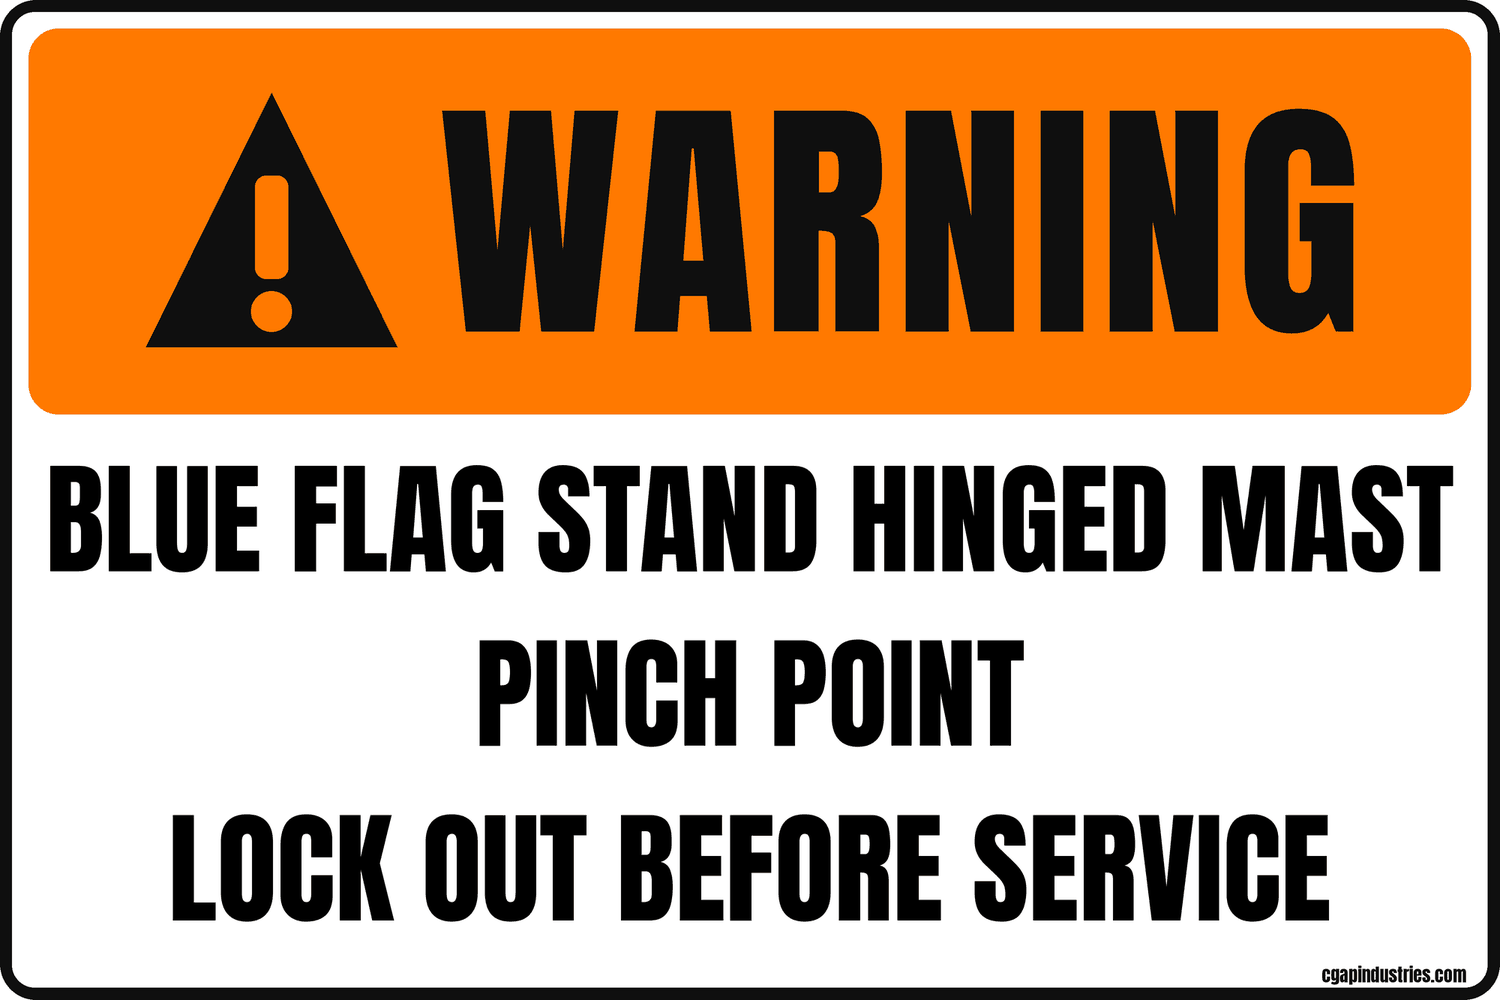 WARNING
BLUE FLAG STAND HINGED MAST
PINCH POINT
LOCK OUT BEFORE SERVICE
cgapindustries.com